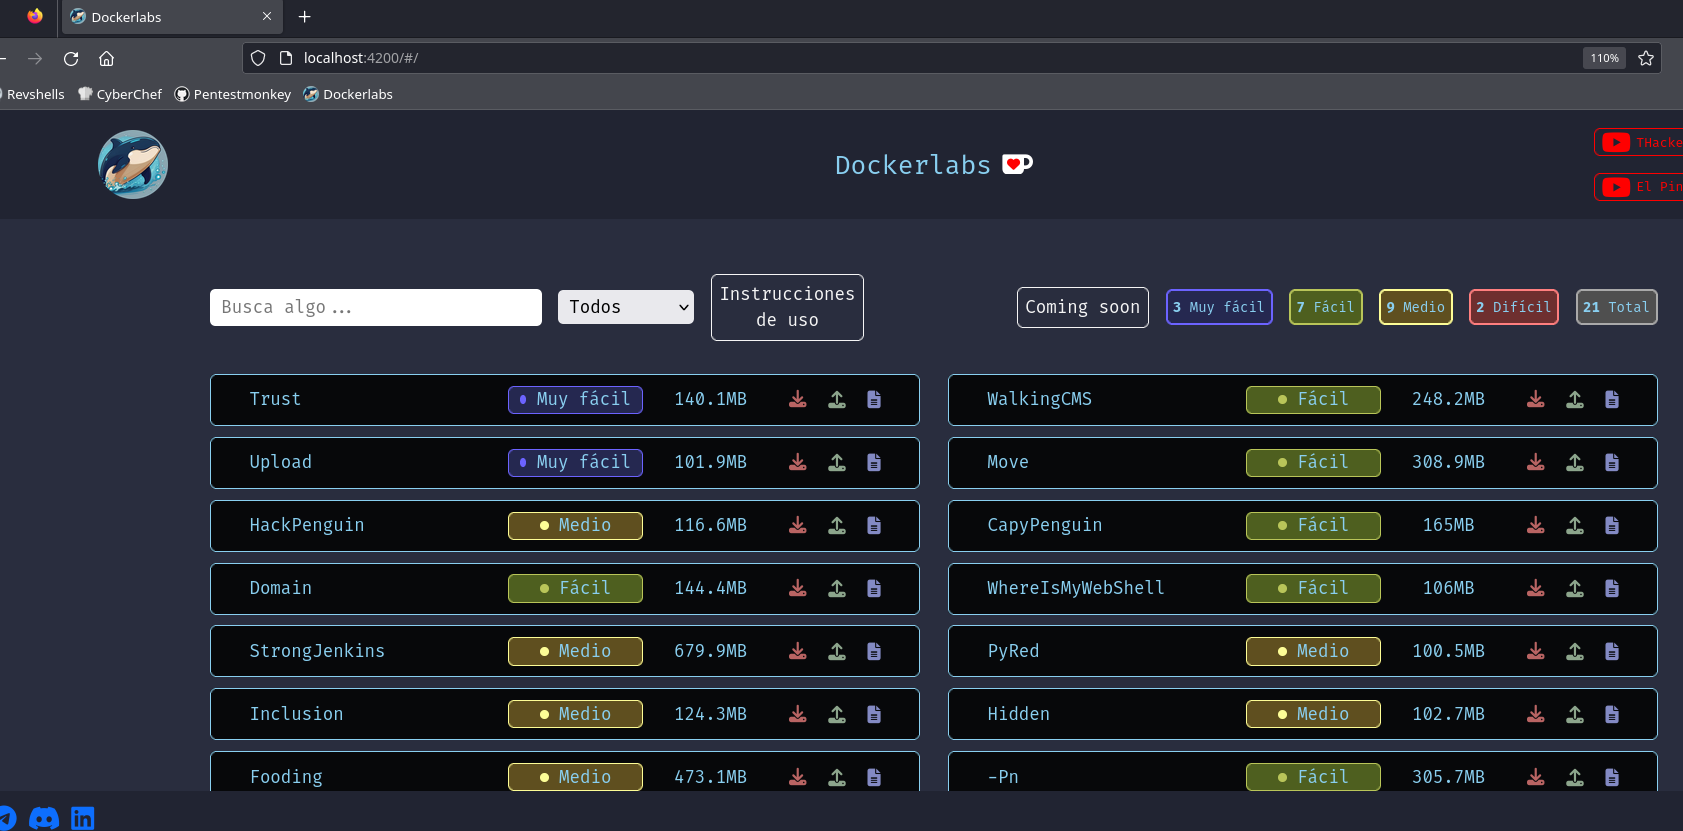 Dockerlabs
localhost:4200/#/
110%
Revshells CyberChef Pentestmonkey Dockerlabs
Dockerlabs
THacke
El Pin
Busca algo...
Todos
Instrucciones
de uso
Coming soon
3 Muy fácil
7 Fácil
9 Medio
2 Difícil
21 Total
Trust Muy fácil 140.1MB
WalkingCMS Fácil 248.2MB
Upload Muy fácil 101.9MB
Move Fácil 308.9MB
HackPenguin Medio 116.6MB
CapyPenguin Fácil 165MB
Domain Fácil 144.4MB
WhereIsMyWebShell Fácil 106MB
StrongJenkins Medio 679.9MB
PyRed Medio 100.5MB
Inclusion Medio 124.3MB
Hidden Medio 102.7MB
Fooding Medio 473.1MB
-Pn Fácil 305.7MB
in